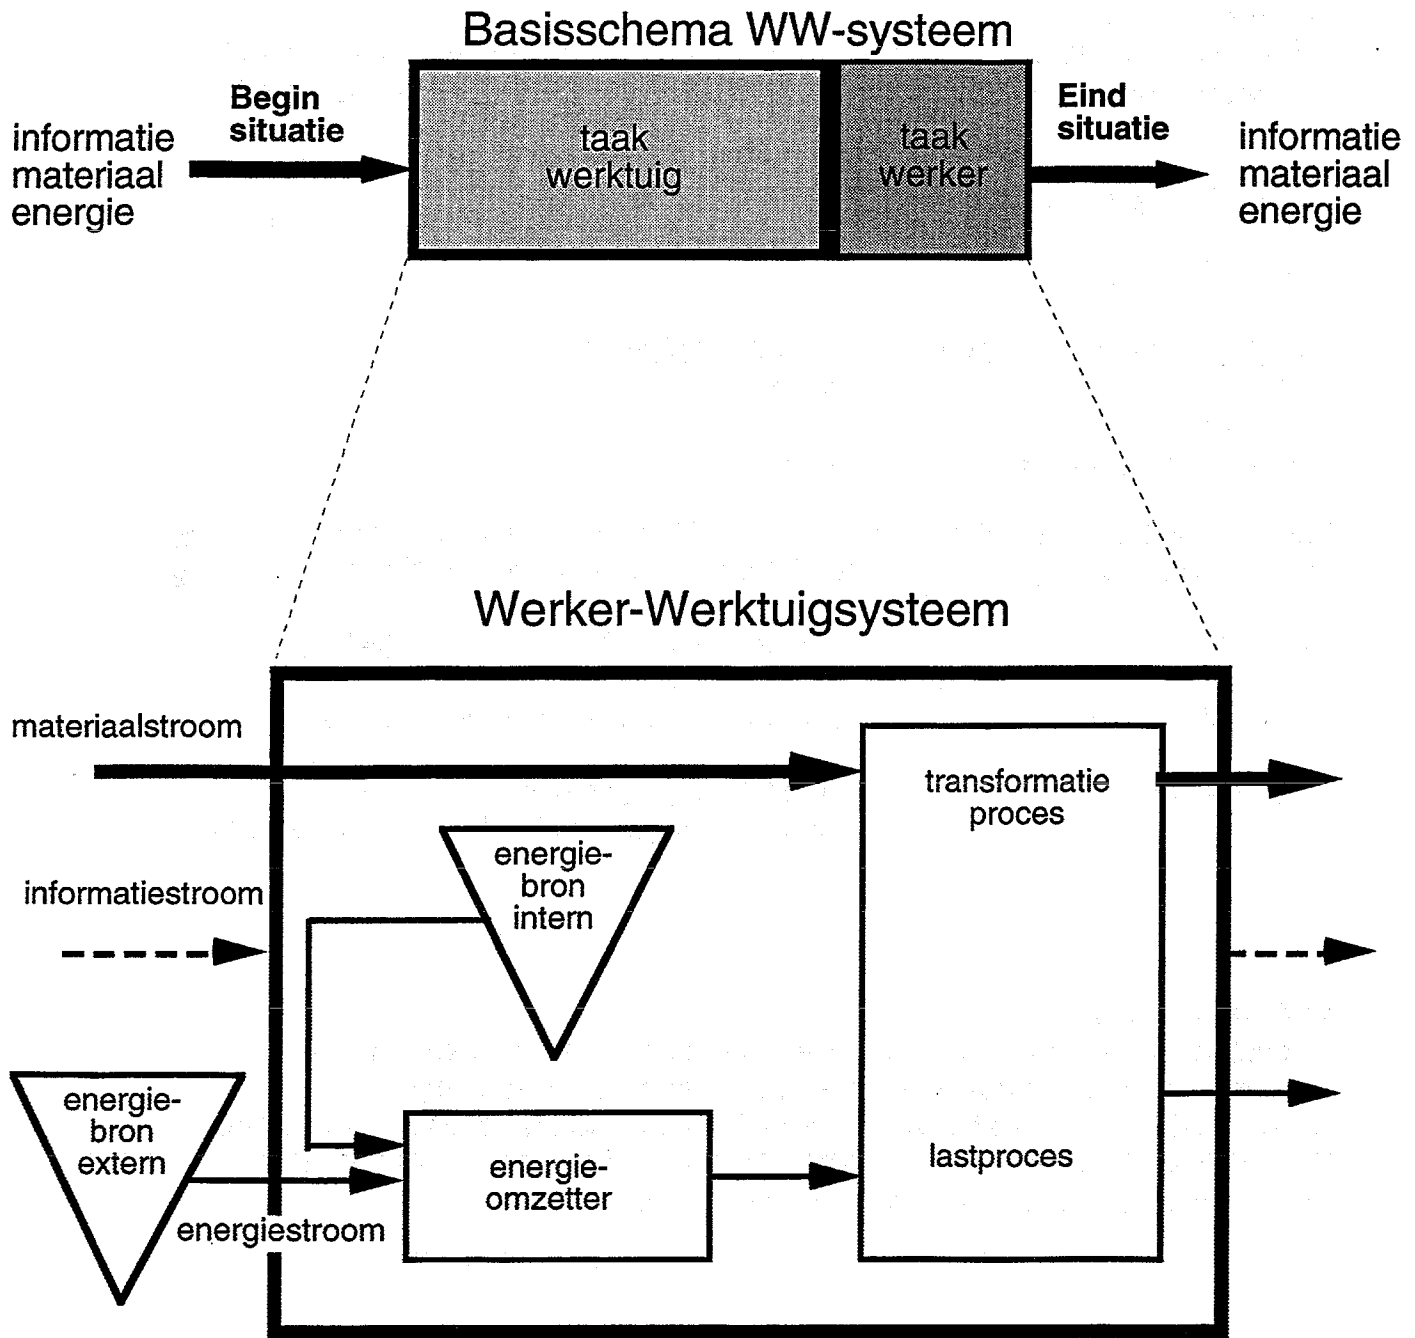 Basisschema WW-systeem
Begin
situatie
informatie
materiaal
energie
taak
werktuig
taak
werker
Eind
situatie
informatie
materiaal
energie
Werker-Werktuigsysteem
materiaalstroom
transformatie
proces
energie-
bron
intern
informatiestroom
energie-
bron
extern
energie-
omzetter
lastproces
energiestroom